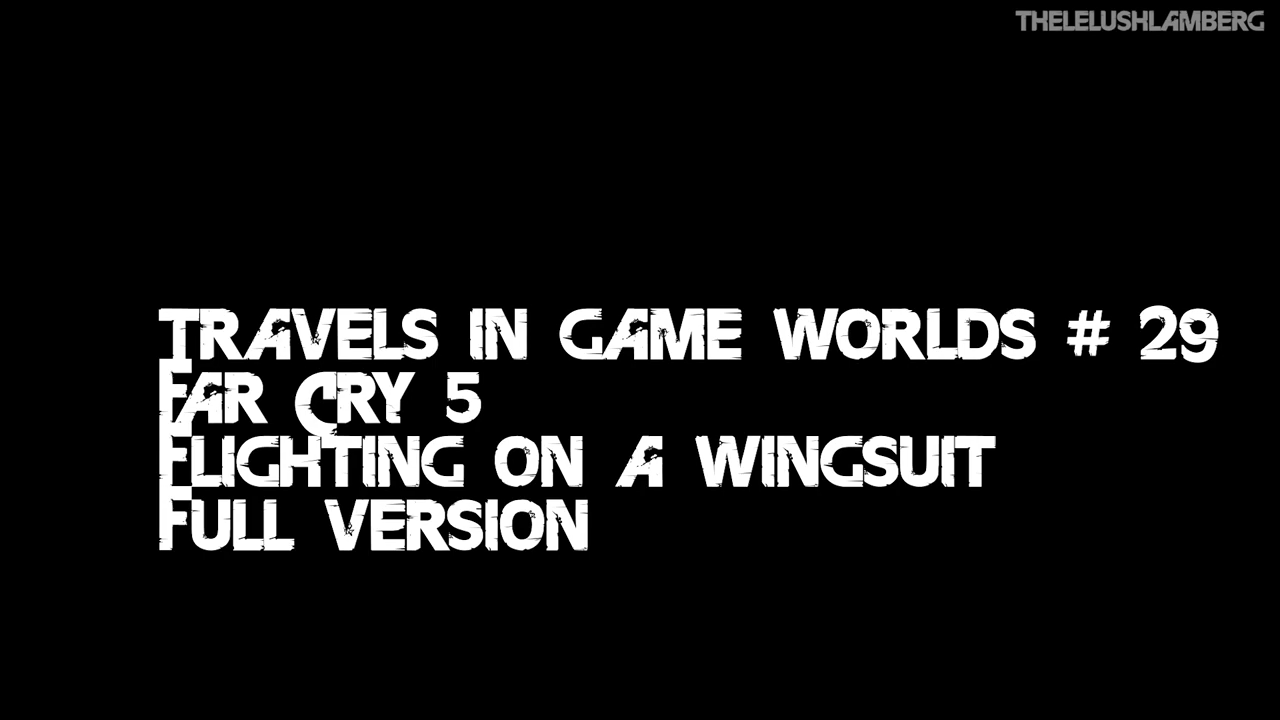 THELELUSHLAMBERG
Travels in game worlds # 29
Far Cry 5
Flighting on a wingsuit
Full version